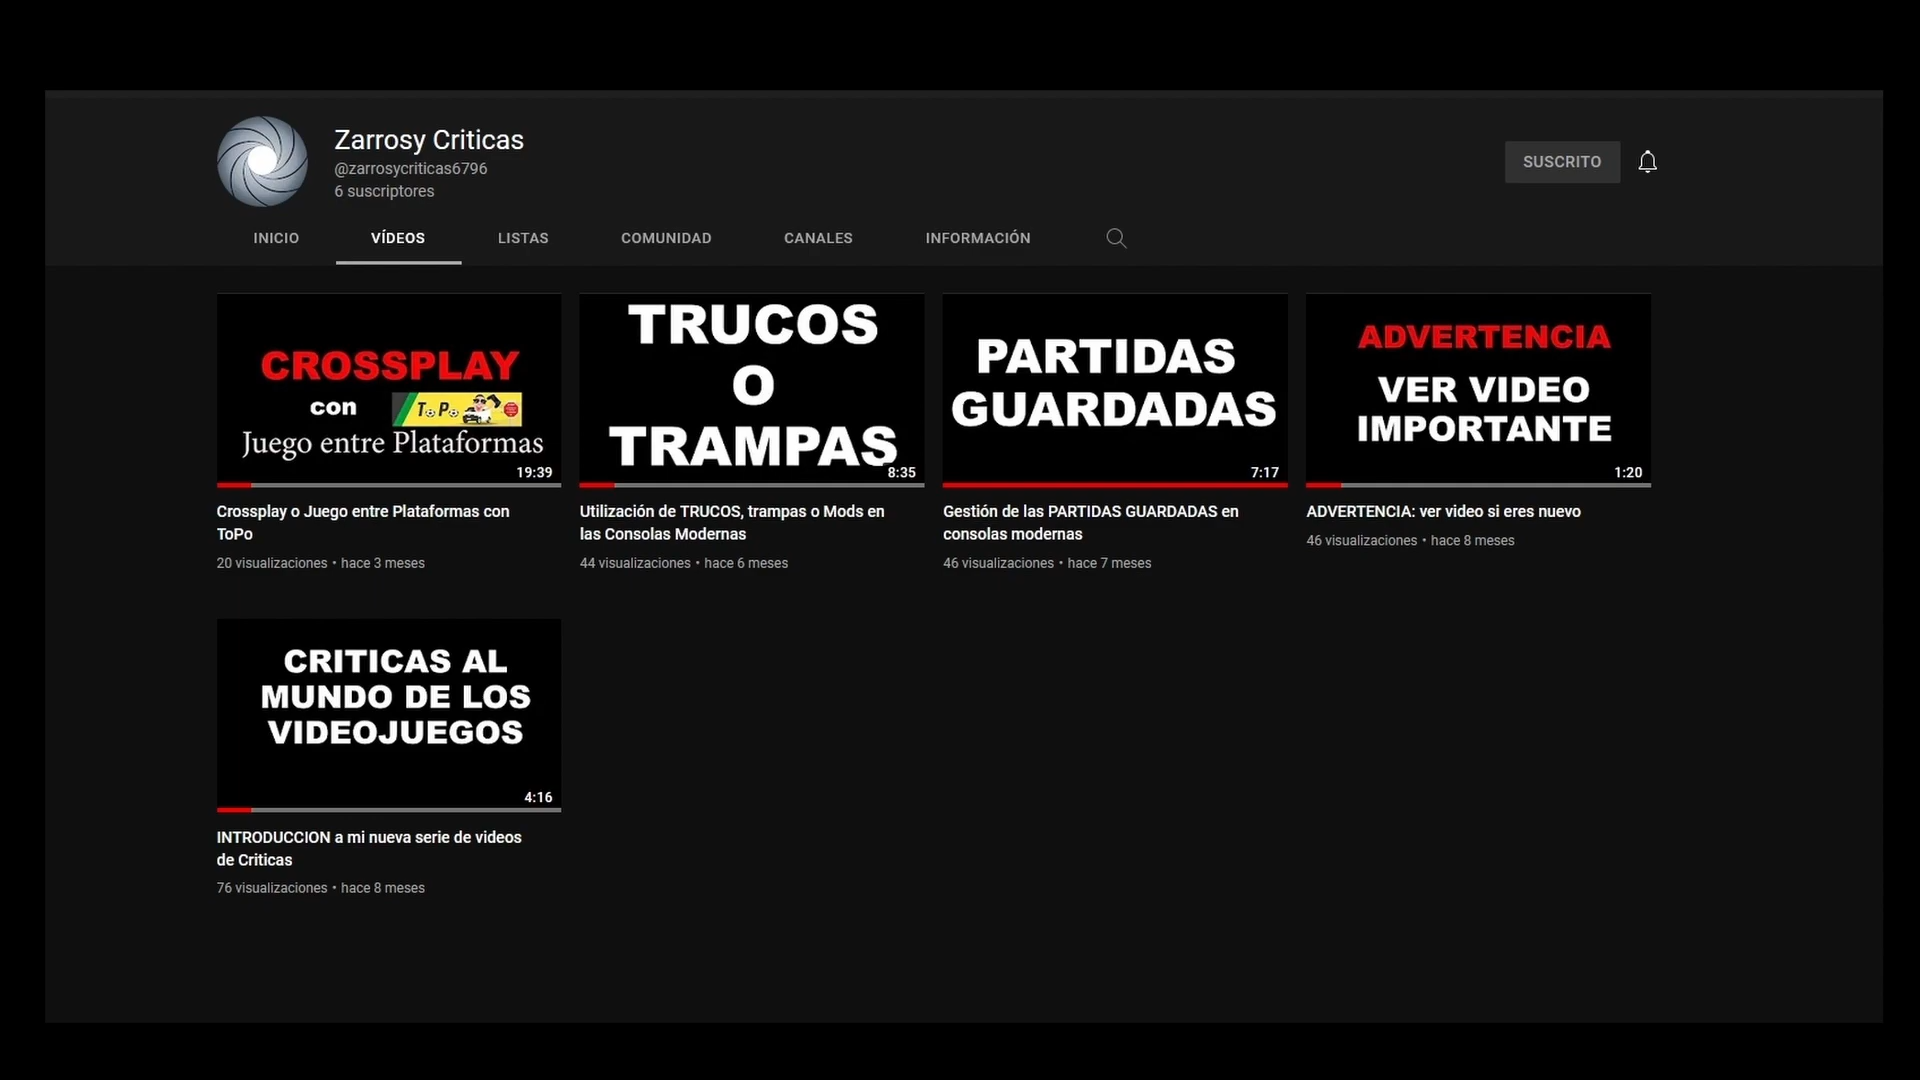 Zarrosy Criticas
@zarrosycriticas6796
6 suscriptores
SUSCRITO
INICIO
VÍDEOS
LISTAS
COMUNIDAD
CANALES
INFORMACIÓN
CROSSPLAY
con
ToPo
Juego entre Plataformas
19:39
Crossplay o Juego entre Plataformas con
ToPo
20 visualizaciones • hace 3 meses
TRUCOS
O
TRAMPAS
8:35
Utilización de TRUCOS, trampas o Mods en
las Consolas Modernas
44 visualizaciones • hace 6 meses
PARTIDAS
GUARDADAS
7:17
Gestión de las PARTIDAS GUARDADAS en
consolas modernas
46 visualizaciones • hace 7 meses
ADVERTENCIA
VER VIDEO
IMPORTANTE
1:20
ADVERTENCIA: ver video si eres nuevo
46 visualizaciones • hace 8 meses
CRITICAS AL
MUNDO DE LOS
VIDEOJUEGOS
4:16
INTRODUCCION a mi nueva serie de videos
de Criticas
76 visualizaciones • hace 8 meses